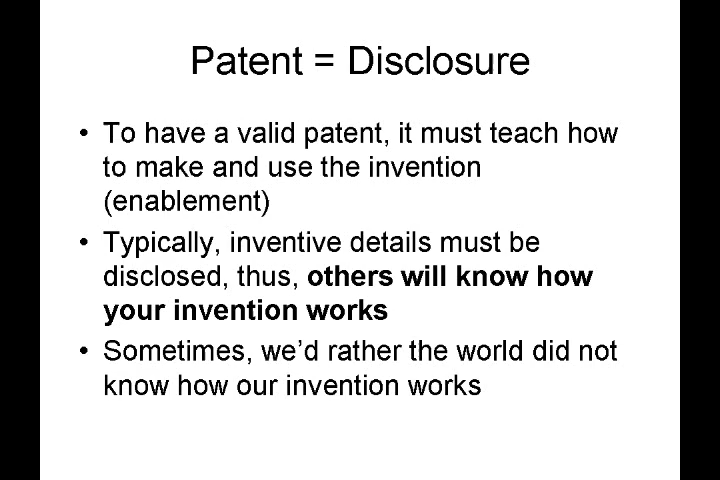 Patent = Disclosure
• To have a valid patent, it must teach how
to make and use the invention
(enablement)
• Typically, inventive details must be
disclosed, thus, others will know how
your invention works
• Sometimes, we’d rather the world did not
know how our invention works